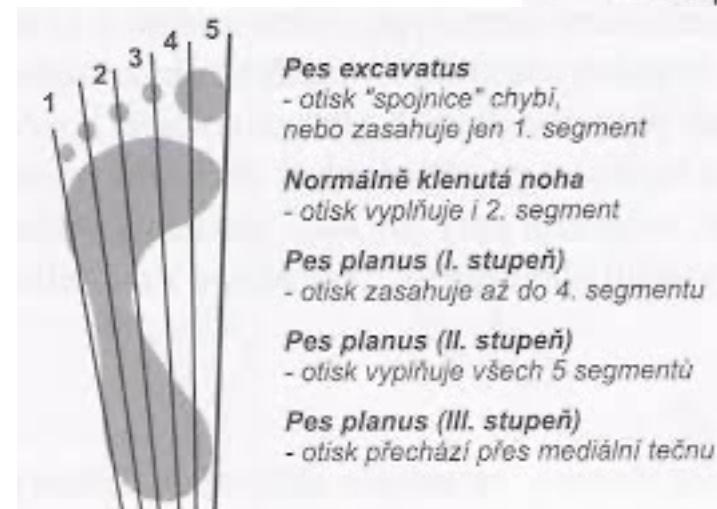 1 2 3 4 5
Pes excavatus
- otisk "spojnice" chybí,
nebo zasahuje jen 1. segment
Normálně klenutá noha
- otisk vyplňuje i 2. segment
Pes planus (I. stupeň)
- otisk zasahuje až do 4. segmentu
Pes planus (II. stupeň)
- otisk vyplňuje všech 5 segmentů
Pes planus (III. stupeň)
- otisk přechází přes mediální tečnu